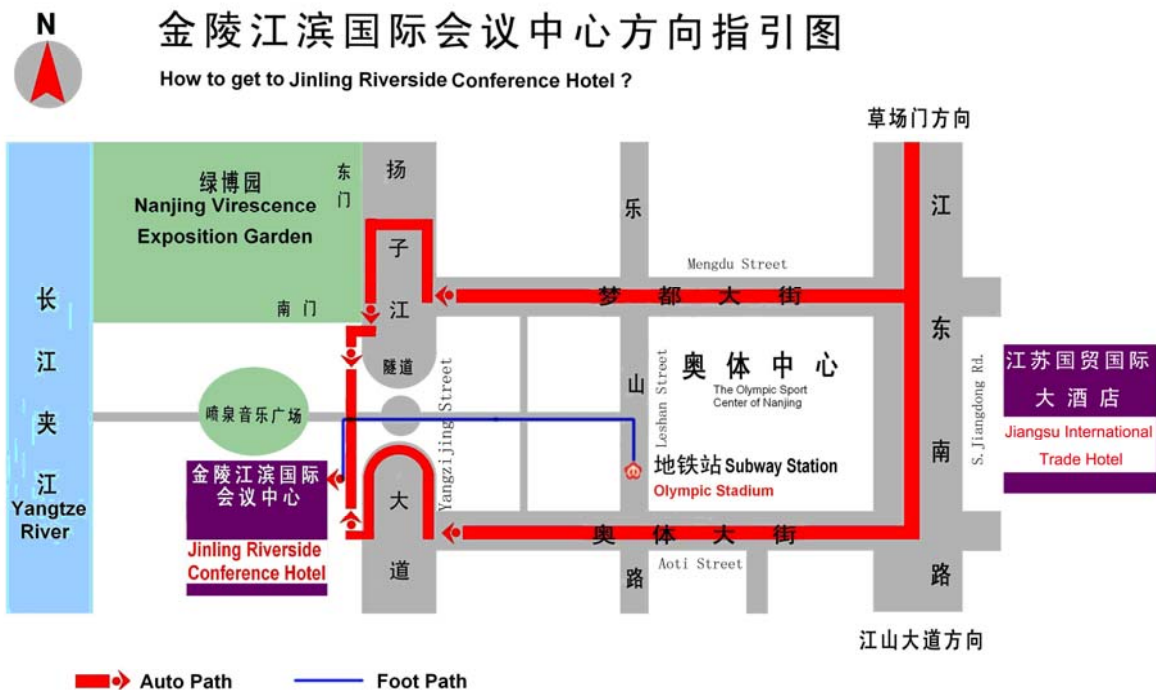 N
金陵江滨国际会议中心方向指引图
How to get to Jinling Riverside Conference Hotel ?
草场门方向
绿博园
Nanjing Virescence
Exposition Garden
东门
南门
扬子江
隧道
大道
乐山路
Leshan Street
Mengdu Street
梦都大街
江东南路
S. Jiangdong Rd.
长江夹江
Yangtze
River
喷泉音乐广场
Yangzijing Street
奥体中心
The Olympic Sport
Center of Nanjing
江苏国贸国际
大酒店
Jiangsu International
Trade Hotel
地铁站 Subway Station
Olympic Stadium
金陵江滨国际
会议中心
Jinling Riverside
Conference Hotel
奥体大街
Aoti Street
江山大道方向
Auto Path
Foot Path